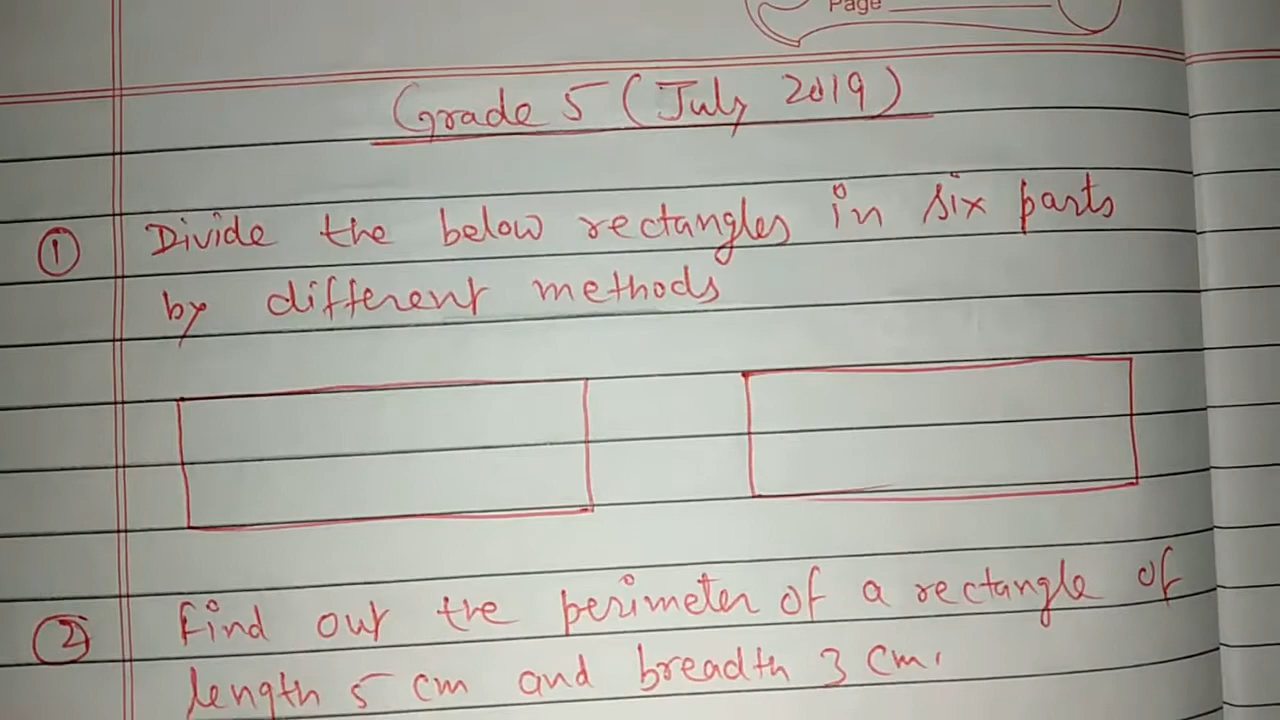 Page
Grade 5 (July 2019)
① Divide the below rectangles in six parts
by different methods
② Find out the perimeter of a rectangle of
length 5 cm and breadth 3 cm.